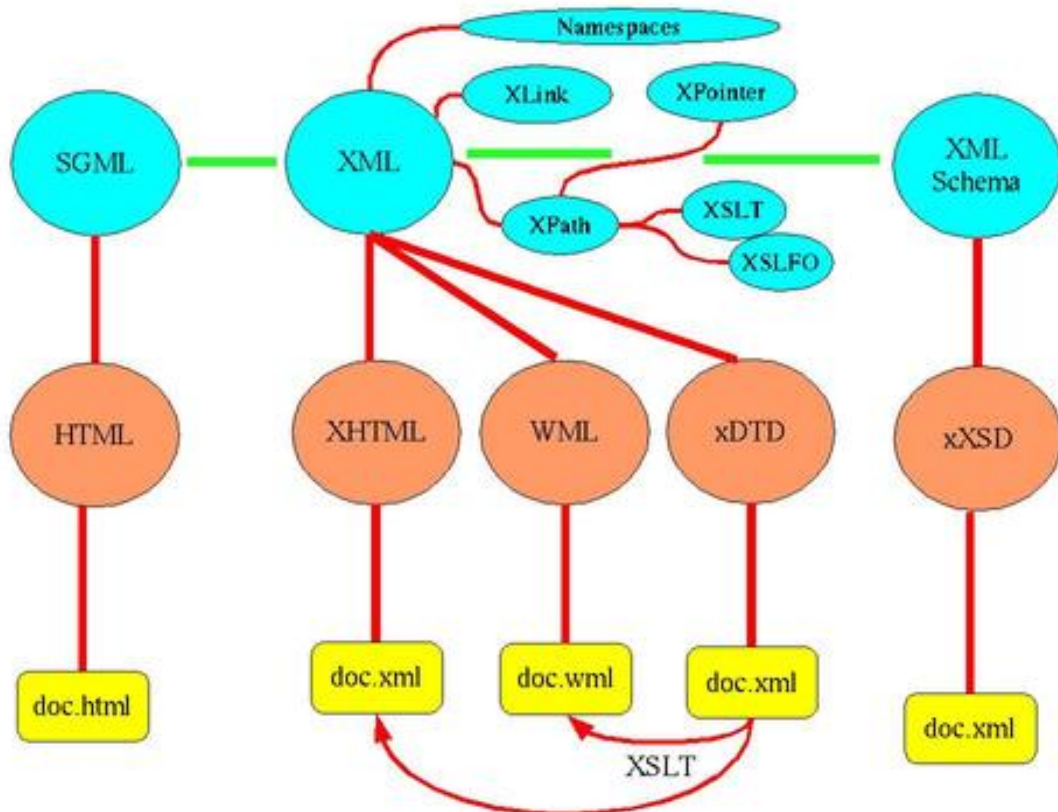 Namespaces
XLink
XPointer
SGML
XML
XML
Schema
XPath
XSLT
XSLFO
HTML
XHTML
WML
xDTD
xXSD
doc.html
doc.xml
doc.wml
doc.xml
doc.xml
XSLT